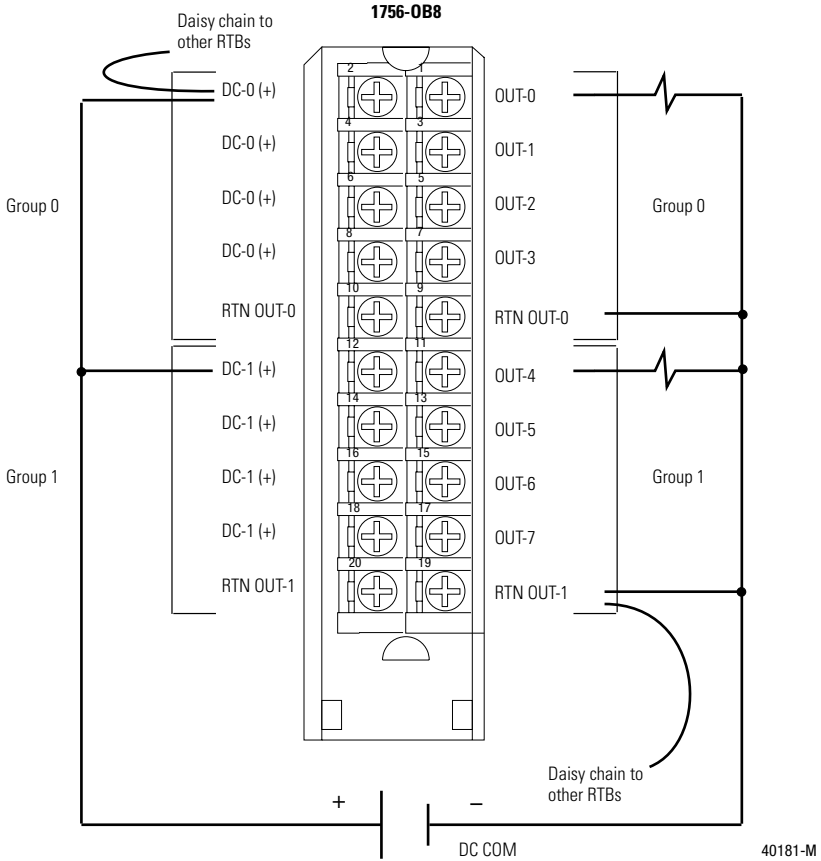 1756-OB8
Daisy chain to
other RTBs
2 1
DC-0 (+) OUT-0
4 3
DC-0 (+) OUT-1
6 5
DC-0 (+) OUT-2
Group 0 Group 0
8 7
DC-0 (+) OUT-3
10 9
RTN OUT-0 RTN OUT-0
12 11
DC-1 (+) OUT-4
14 13
DC-1 (+) OUT-5
16 15
DC-1 (+) OUT-6
Group 1 Group 1
18 17
DC-1 (+) OUT-7
20 19
RTN OUT-1 RTN OUT-1
Daisy chain to
other RTBs
+ –
DC COM
40181-M